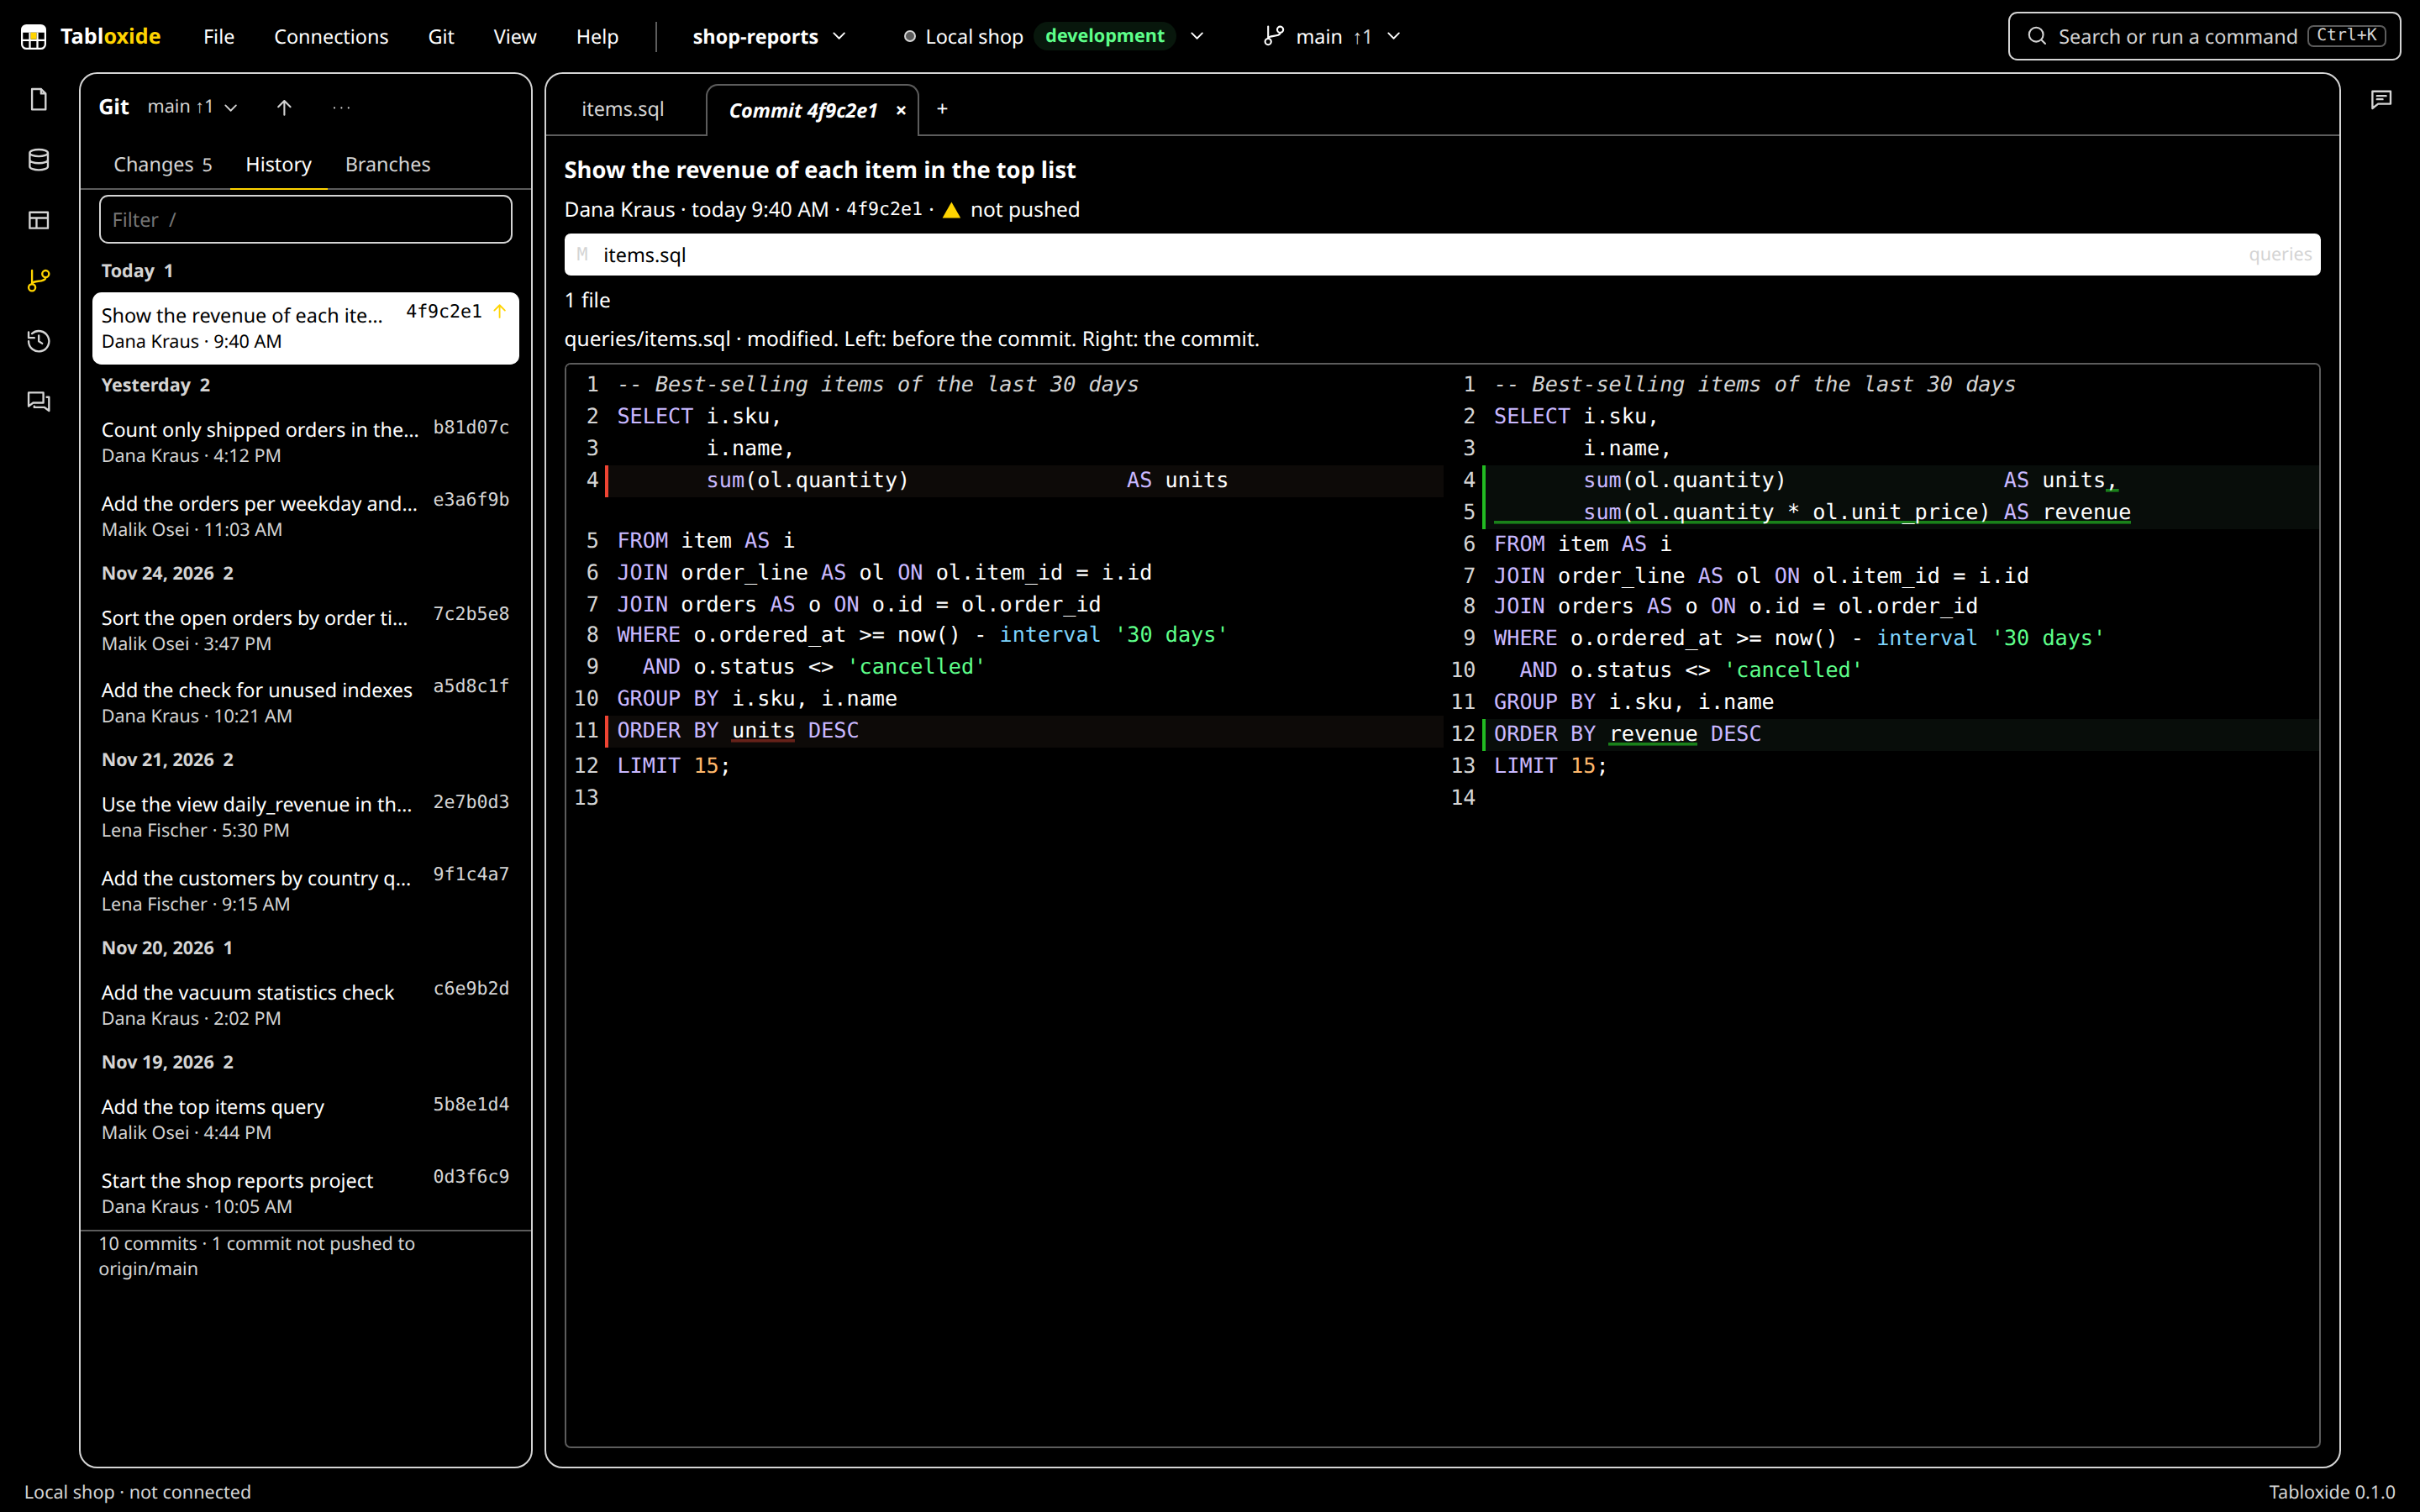 Tabloxide File Connections Git View Help shop-reports Local shop development main ↑1 Search or run a command Ctrl+K
Git main ↑1 ···
Changes 5 History Branches
Filter /
Today 1
Show the revenue of each ite... 4f9c2e1 ↑
Dana Kraus · 9:40 AM
Yesterday 2
Count only shipped orders in the... b81d07c
Dana Kraus · 4:12 PM
Add the orders per weekday and... e3a6f9b
Malik Osei · 11:03 AM
Nov 24, 2026 2
Sort the open orders by order ti... 7c2b5e8
Malik Osei · 3:47 PM
Add the check for unused indexes a5d8c1f
Dana Kraus · 10:21 AM
Nov 21, 2026 2
Use the view daily_revenue in th... 2e7b0d3
Lena Fischer · 5:30 PM
Add the customers by country q... 9f1c4a7
Lena Fischer · 9:15 AM
Nov 20, 2026 1
Add the vacuum statistics check c6e9b2d
Dana Kraus · 2:02 PM
Nov 19, 2026 2
Add the top items query 5b8e1d4
Malik Osei · 4:44 PM
Start the shop reports project 0d3f6c9
Dana Kraus · 10:05 AM
10 commits · 1 commit not pushed to
origin/main
items.sql Commit 4f9c2e1 × +
Show the revenue of each item in the top list
Dana Kraus · today 9:40 AM · 4f9c2e1 · not pushed
M items.sql queries
1 file
queries/items.sql · modified. Left: before the commit. Right: the commit.
1 -- Best-selling items of the last 30 days
2 SELECT i.sku,
3 i.name,
4 sum(ol.quantity) AS units
5 FROM item AS i
6 JOIN order_line AS ol ON ol.item_id = i.id
7 JOIN orders AS o ON o.id = ol.order_id
8 WHERE o.ordered_at >= now() - interval '30 days'
9 AND o.status <> 'cancelled'
10 GROUP BY i.sku, i.name
11 ORDER BY units DESC
12 LIMIT 15;
13
1 -- Best-selling items of the last 30 days
2 SELECT i.sku,
3 i.name,
4 sum(ol.quantity) AS units,
5 sum(ol.quantity * ol.unit_price) AS revenue
6 FROM item AS i
7 JOIN order_line AS ol ON ol.item_id = i.id
8 JOIN orders AS o ON o.id = ol.order_id
9 WHERE o.ordered_at >= now() - interval '30 days'
10 AND o.status <> 'cancelled'
11 GROUP BY i.sku, i.name
12 ORDER BY revenue DESC
13 LIMIT 15;
14
Local shop · not connected Tabloxide 0.1.0